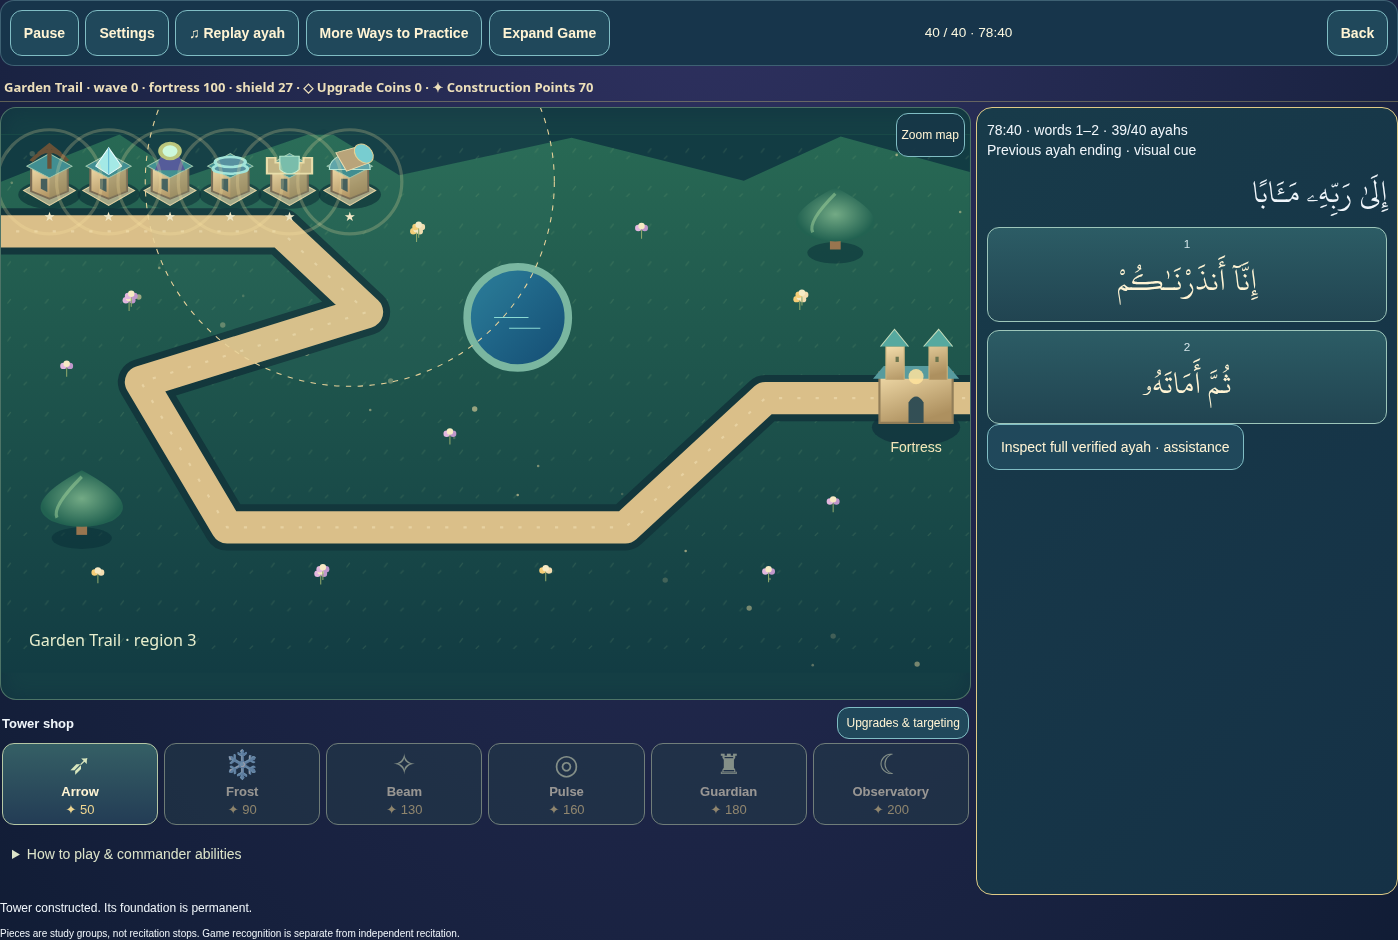 Pause
Settings
♫ Replay ayah
More Ways to Practice
Expand Game
40 / 40 · 78:40
Back
Garden Trail · wave 0 · fortress 100 · shield 27 · ◇ Upgrade Coins 0 · ✦ Construction Points 70
Zoom map
Fortress
Garden Trail · region 3
78:40 · words 1–2 · 39/40 ayahs
Previous ayah ending · visual cue
إِلَىٰ رَبِّهِۦ مَـَٔابًا
1
إِنَّآ أَنذَرْنَـٰكُمْ
2
ثُمَّ أَمَاتَهُۥ
Inspect full verified ayah · assistance
Tower shop
Upgrades & targeting
➶
Arrow
✦ 50
❄
Frost
✦ 90
✧
Beam
✦ 130
◎
Pulse
✦ 160
♜
Guardian
✦ 180
☾
Observatory
✦ 200
▶ How to play & commander abilities
Tower constructed. Its foundation is permanent.
Pieces are study groups, not recitation stops. Game recognition is separate from independent recitation.